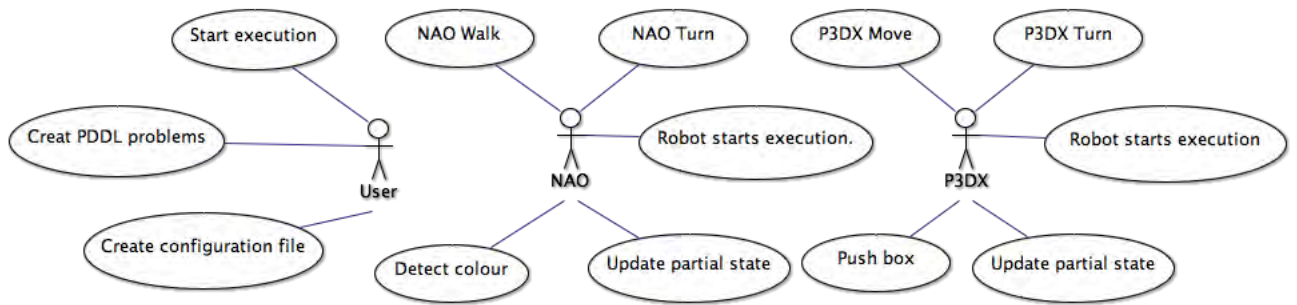 Start execution
NAO Walk
NAO Turn
P3DX Move
P3DX Turn
Creat PDDL problems
Robot starts execution.
Robot starts execution
User
NAO
P3DX
Create configuration file
Detect colour
Update partial state
Push box
Update partial state